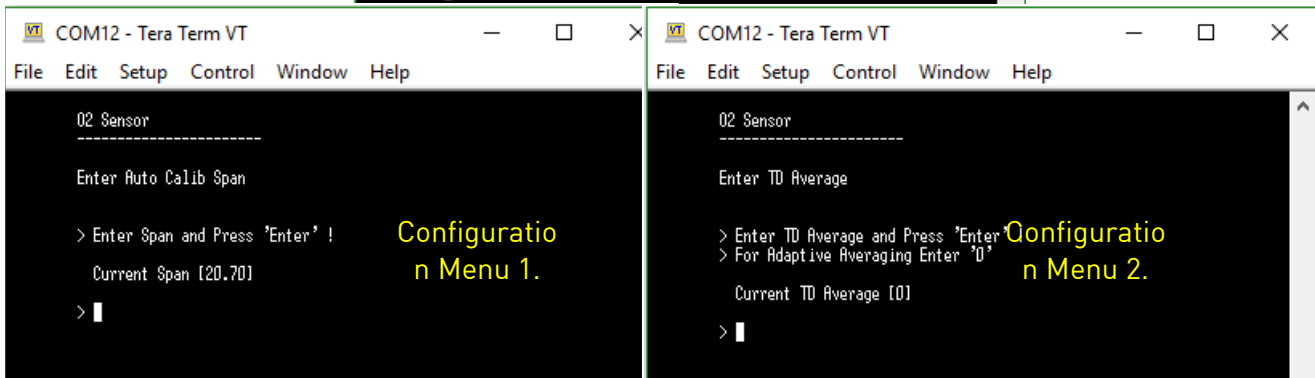 COM12 - Tera Term VT
File Edit Setup Control Window Help
O2 Sensor
-----------------------
Enter Auto Calib Span
> Enter Span and Press 'Enter' !
Current Span [20.70]
>
Configuratio
n Menu 1.
COM12 - Tera Term VT
File Edit Setup Control Window Help
O2 Sensor
-----------------------
Enter TD Average
> Enter TD Average and Press 'Enter'
> For Adaptive Averaging Enter '0'
Current TD Average [0]
>
Configuratio
n Menu 2.